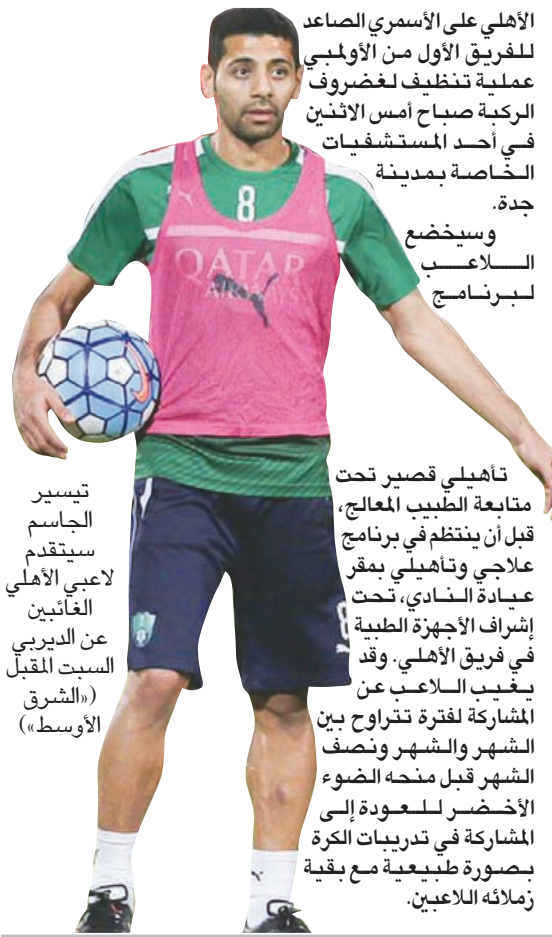 الأهلي على الأسمري الصاعد
للفريق الأول من الأولمبي
عملية تنظيف لغضروف
الركبة صباح أمس الاثنين
في أحد المستشفيات
الخاصة بمدينة
جدة.
وسيخضع
اللاعب
لبرنامج
تأهيلي قصير تحت
متابعة الطبيب المعالج،
قبل أن ينتظم في برنامج
علاجي وتأهيلي بمقر
عيادة النادي، تحت
إشراف الأجهزة الطبية
في فريق الأهلي. وقد
يغيب اللاعب عن
المشاركة لفترة تتراوح بين
الشهر والشهر ونصف
الشهر قبل منحه الضوء
الأخضر للعودة إلى
المشاركة في تدريبات الكرة
بصورة طبيعية مع بقية
زملائه اللاعبين.
تيسير
الجاسم
سيتقدم
لاعبي الأهلي
الغائبين
عن الديربي
السبت المقبل
(«الشرق
الأوسط»)
8
QATAR
AIRWAYS
8